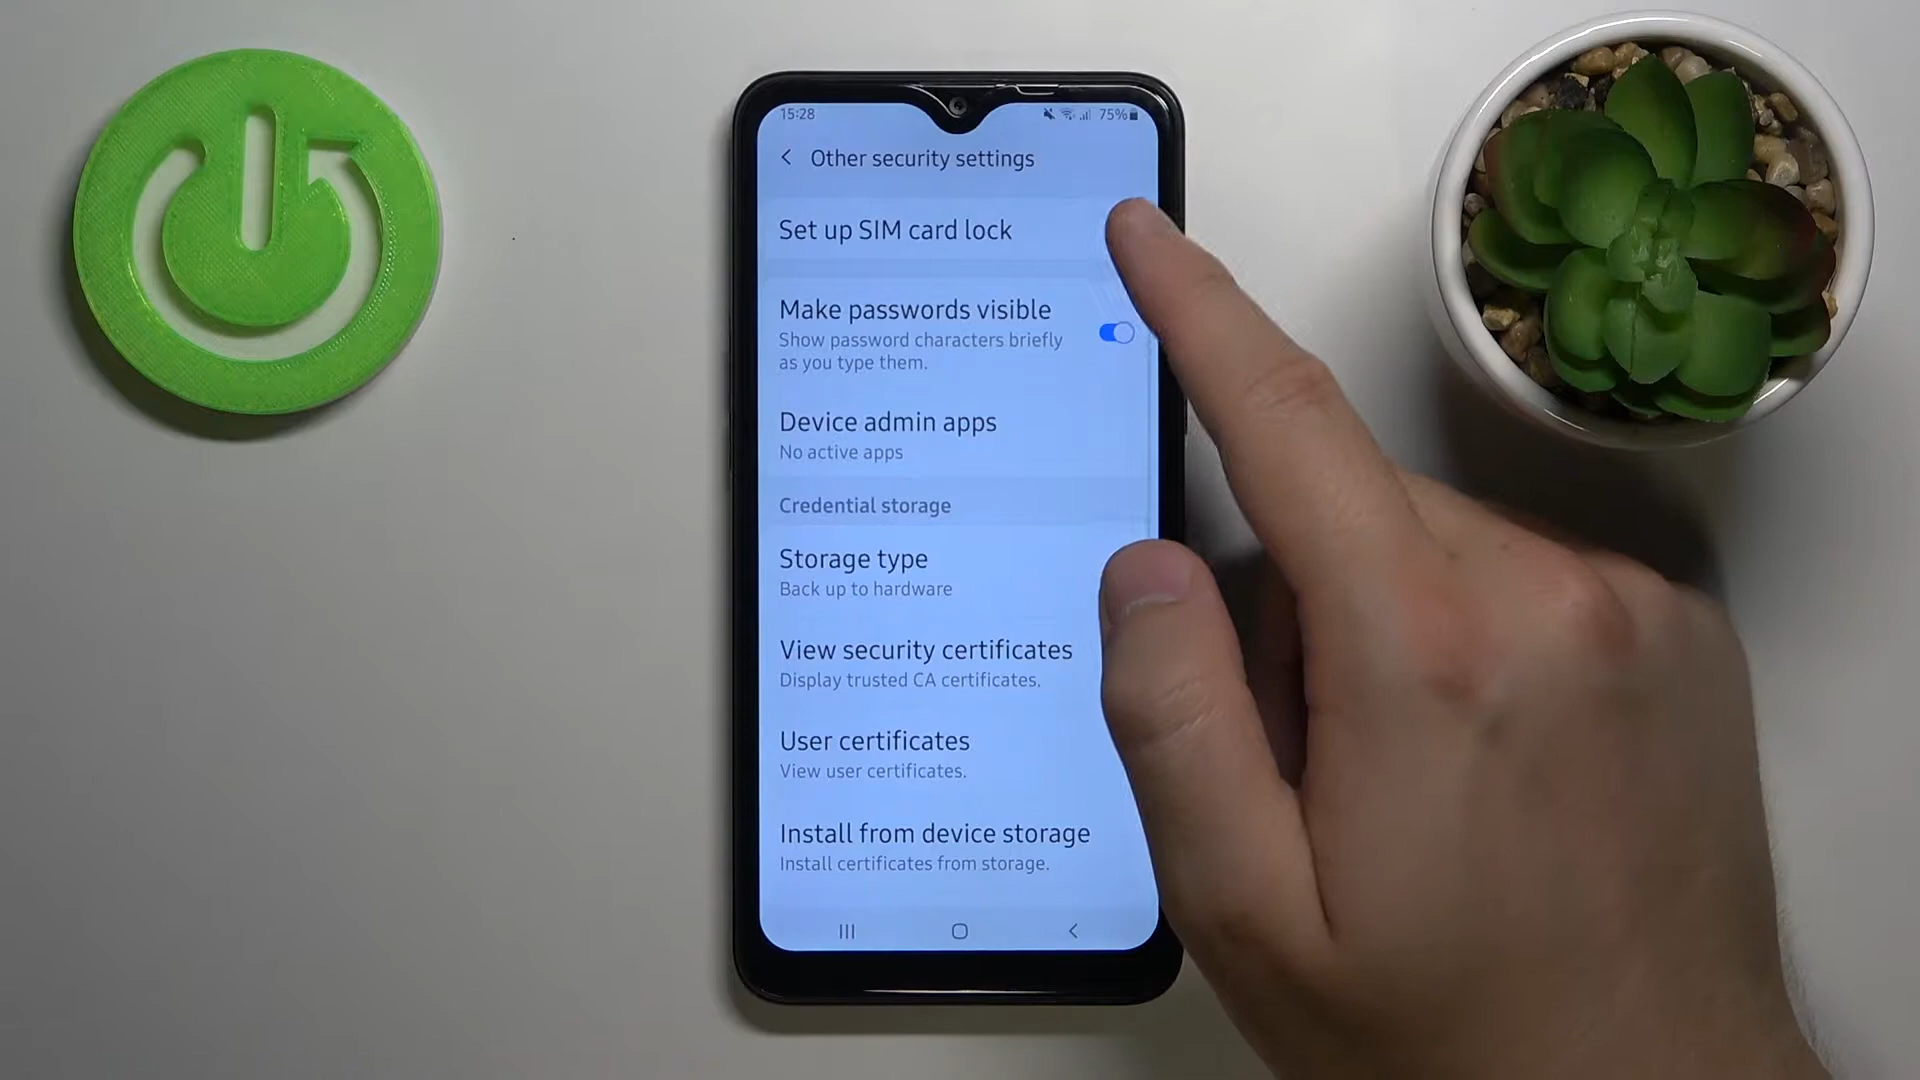 15:28
75%
Other security settings
Set up SIM card lock
Make passwords visible
Show password characters briefly
as you type them.
Device admin apps
No active apps
Credential storage
Storage type
Back up to hardware
View security certificates
Display trusted CA certificates.
User certificates
View user certificates.
Install from device storage
Install certificates from storage.